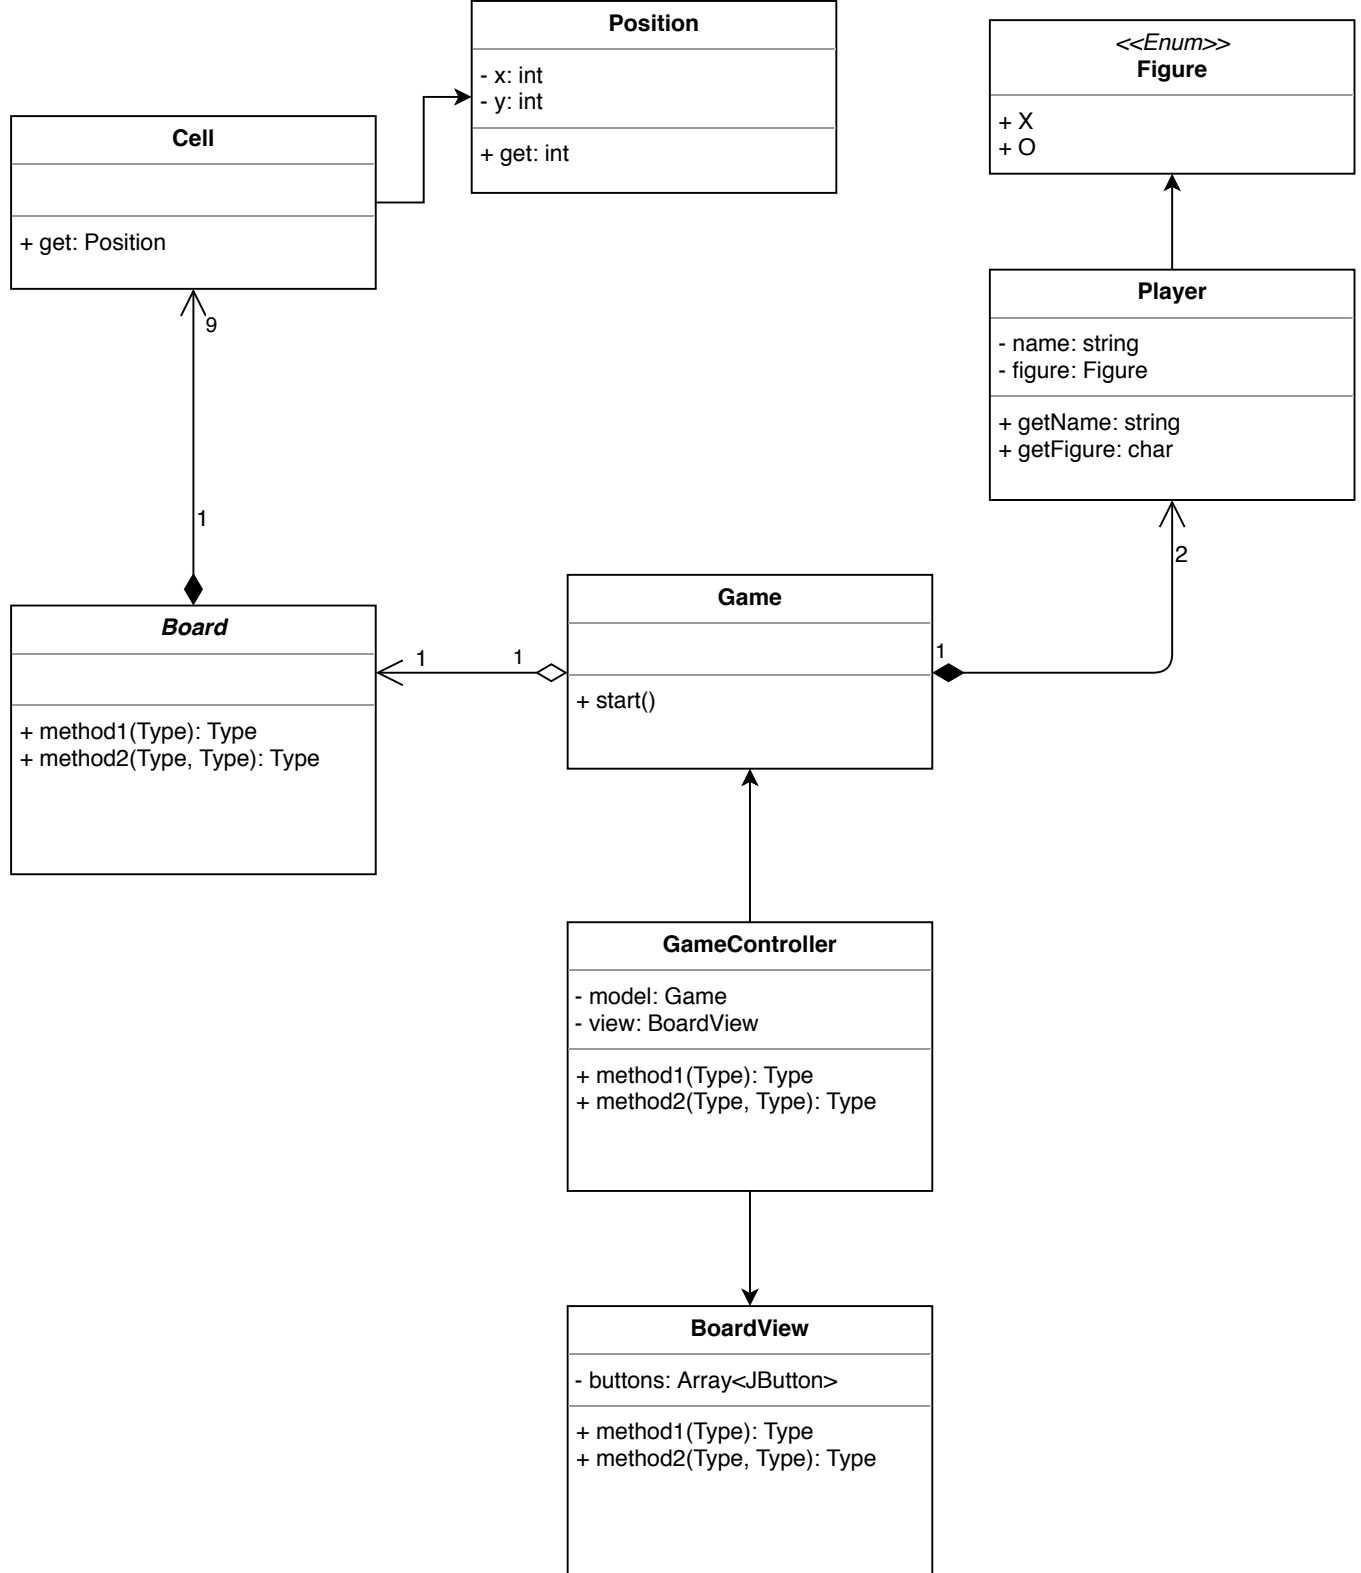 Position
- x: int
- y: int
+ get: int
<<Enum>>
Figure
+ X
+ O
Cell
+ get: Position
9
1
Player
- name: string
- figure: Figure
+ getName: string
+ getFigure: char
2
Board
+ method1(Type): Type
+ method2(Type, Type): Type
1
1
Game
+ start()
1
GameController
- model: Game
- view: BoardView
+ method1(Type): Type
+ method2(Type, Type): Type
BoardView
- buttons: Array<JButton>
+ method1(Type): Type
+ method2(Type, Type): Type